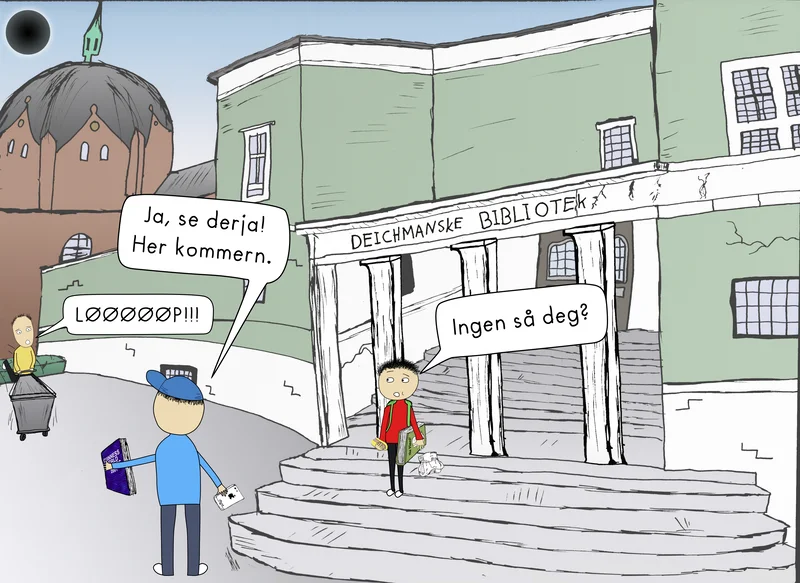 DEICHMANSKE BIBLIOTEK
Ja, se derja!
Her kommern.
LØØØØØP!!!
Ingen så deg?